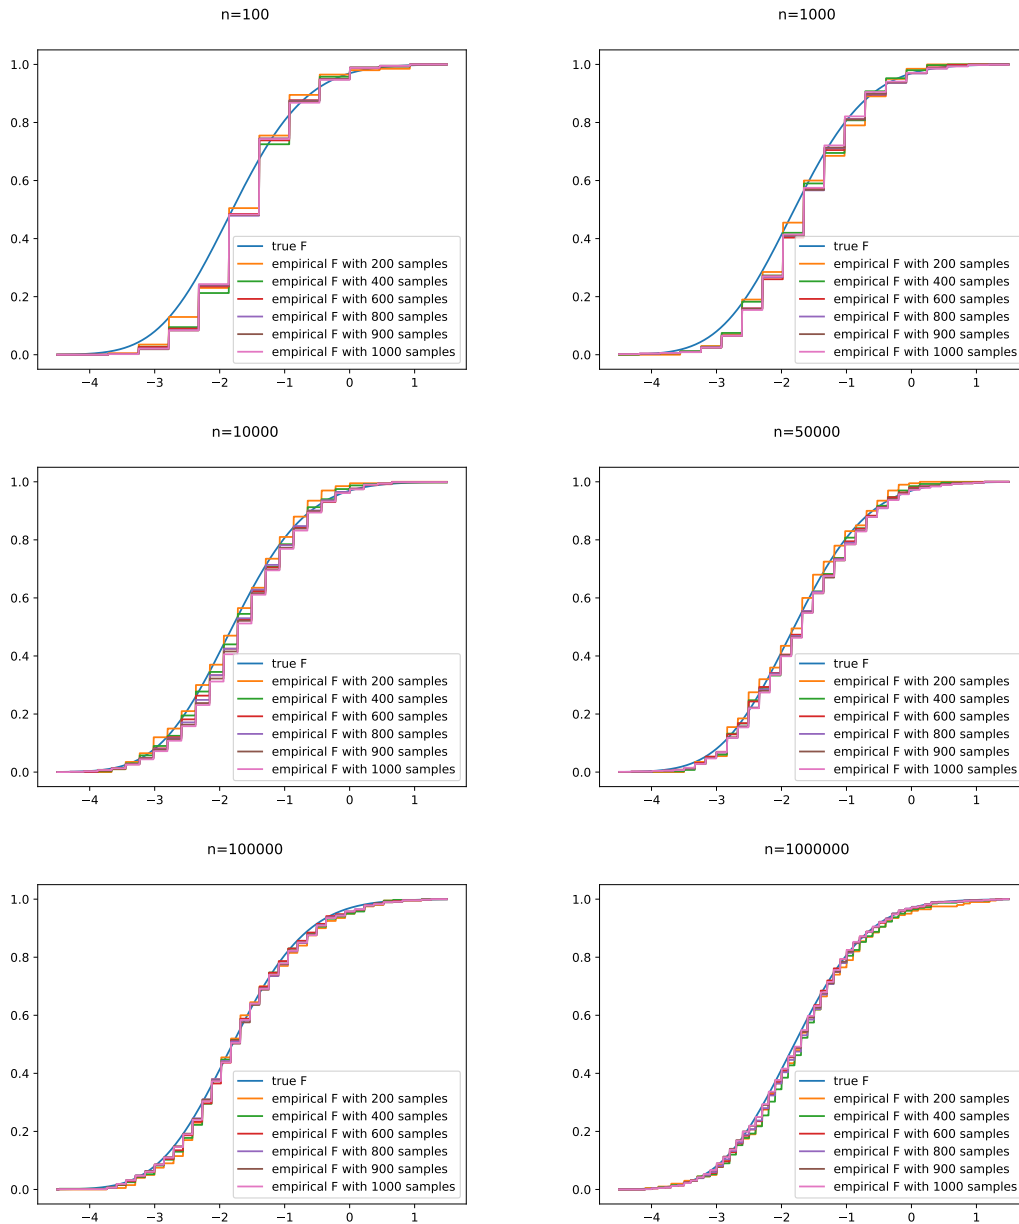 n=100
1.0
0.8
0.6
0.4
0.2
0.0
−4
−3
−2
−1
0
1
true F
empirical F with 200 samples
empirical F with 400 samples
empirical F with 600 samples
empirical F with 800 samples
empirical F with 900 samples
empirical F with 1000 samples
n=1000
1.0
0.8
0.6
0.4
0.2
0.0
−4
−3
−2
−1
0
1
true F
empirical F with 200 samples
empirical F with 400 samples
empirical F with 600 samples
empirical F with 800 samples
empirical F with 900 samples
empirical F with 1000 samples
n=10000
1.0
0.8
0.6
0.4
0.2
0.0
−4
−3
−2
−1
0
1
true F
empirical F with 200 samples
empirical F with 400 samples
empirical F with 600 samples
empirical F with 800 samples
empirical F with 900 samples
empirical F with 1000 samples
n=50000
1.0
0.8
0.6
0.4
0.2
0.0
−4
−3
−2
−1
0
1
true F
empirical F with 200 samples
empirical F with 400 samples
empirical F with 600 samples
empirical F with 800 samples
empirical F with 900 samples
empirical F with 1000 samples
n=100000
1.0
0.8
0.6
0.4
0.2
0.0
−4
−3
−2
−1
0
1
true F
empirical F with 200 samples
empirical F with 400 samples
empirical F with 600 samples
empirical F with 800 samples
empirical F with 900 samples
empirical F with 1000 samples
n=1000000
1.0
0.8
0.6
0.4
0.2
0.0
−4
−3
−2
−1
0
1
true F
empirical F with 200 samples
empirical F with 400 samples
empirical F with 600 samples
empirical F with 800 samples
empirical F with 900 samples
empirical F with 1000 samples